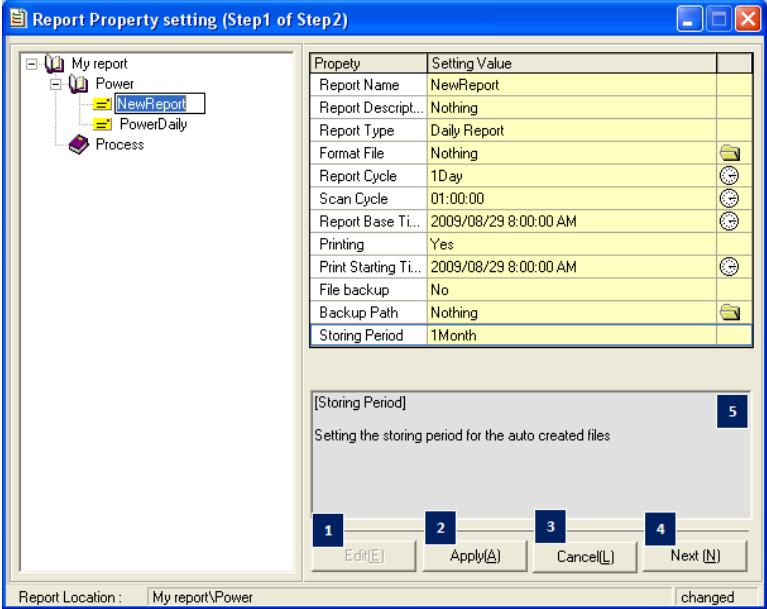 Report Property setting (Step1 of Step2)
My report
Power
NewReport
PowerDaily
Process
Propety Setting Value
Report Name NewReport
Report Descript... Nothing
Report Type Daily Report
Format File Nothing
Report Cycle 1Day
Scan Cycle 01:00:00
Report Base Ti... 2009/08/29 8:00:00 AM
Printing Yes
Print Starting Ti... 2009/08/29 8:00:00 AM
File backup No
Backup Path Nothing
Storing Period 1Month
[Storing Period]
5
Setting the storing period for the auto created files
1 2 3 4
Edit(E) Apply(A) Cancel(L) Next (N)
Report Location : My report\Power changed